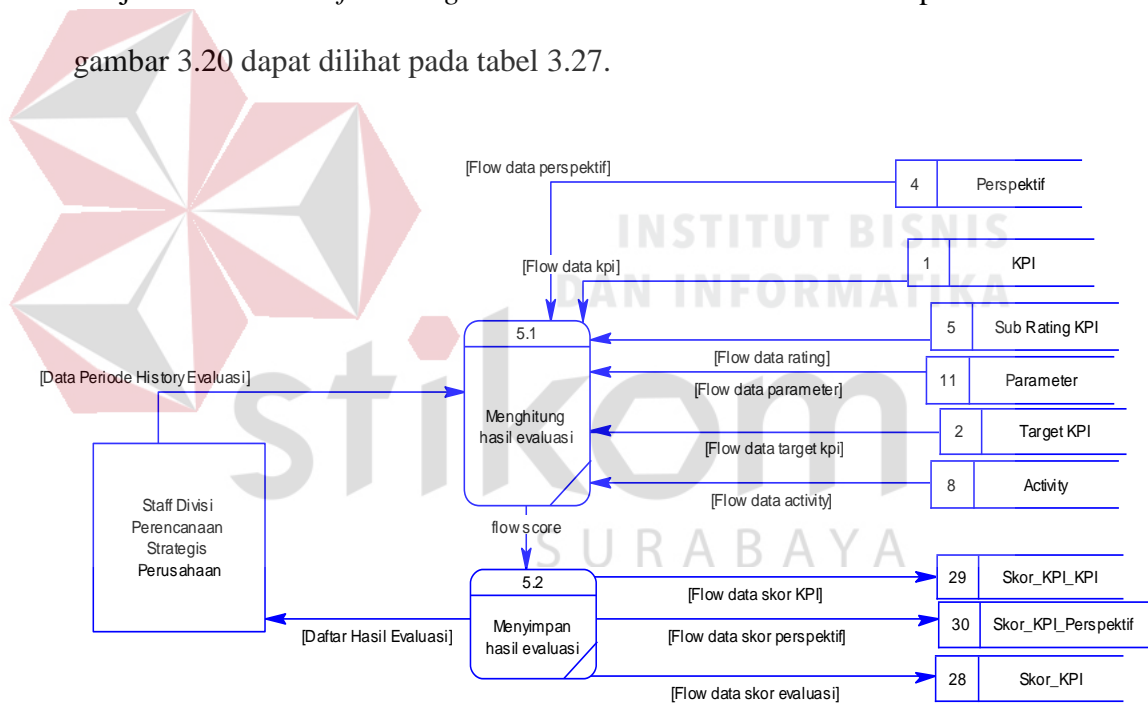 gambar 3.20 dapat dilihat pada tabel 3.27.
[Flow data perspektif]
4 Perspektif
INSTITUT BISNIS
DAN INFORMATIKA
[Flow data kpi]
1 KPI
5.1
5 Sub Rating KPI
[Flow data rating]
[Data Periode History Evaluasi]
11 Parameter
[Flow data parameter]
Menghitung
hasil evaluasi
2 Target KPI
[Flow data target kpi]
stikom
8 Activity
[Flow data activity]
Staff Divisi
Perencanaan
Strategis
Perusahaan
flow score
SURABAYA
5.2
29 Skor_KPI_KPI
[Flow data skor KPI]
Menyimpan
hasil evaluasi
[Daftar Hasil Evaluasi]
30 Skor_KPI_Perspektif
[Flow data skor perspektif]
28 Skor_KPI
[Flow data skor evaluasi]